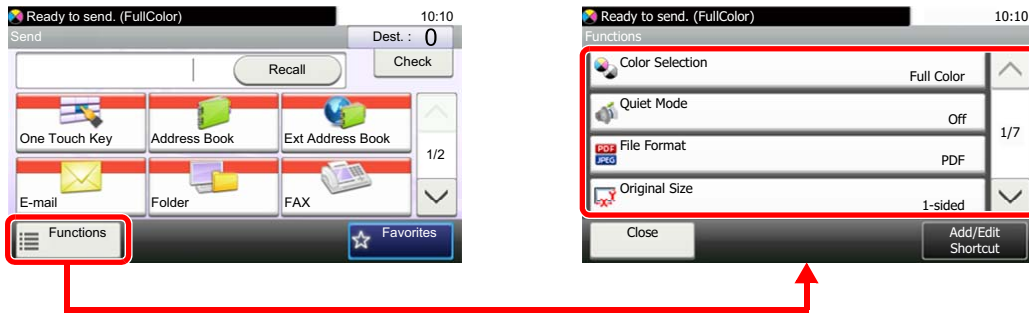 Ready to send. (FullColor) 10:10
Send Dest. : 0
Recall Check
One Touch Key Address Book Ext Address Book
1/2
E-mail Folder FAX
Functions Favorites
Ready to send. (FullColor) 10:10
Functions
Color Selection
Full Color
Quiet Mode
Off
1/7
PDF
JPEG
File Format
PDF
Original Size
1-sided
Close Add/Edit
Shortcut